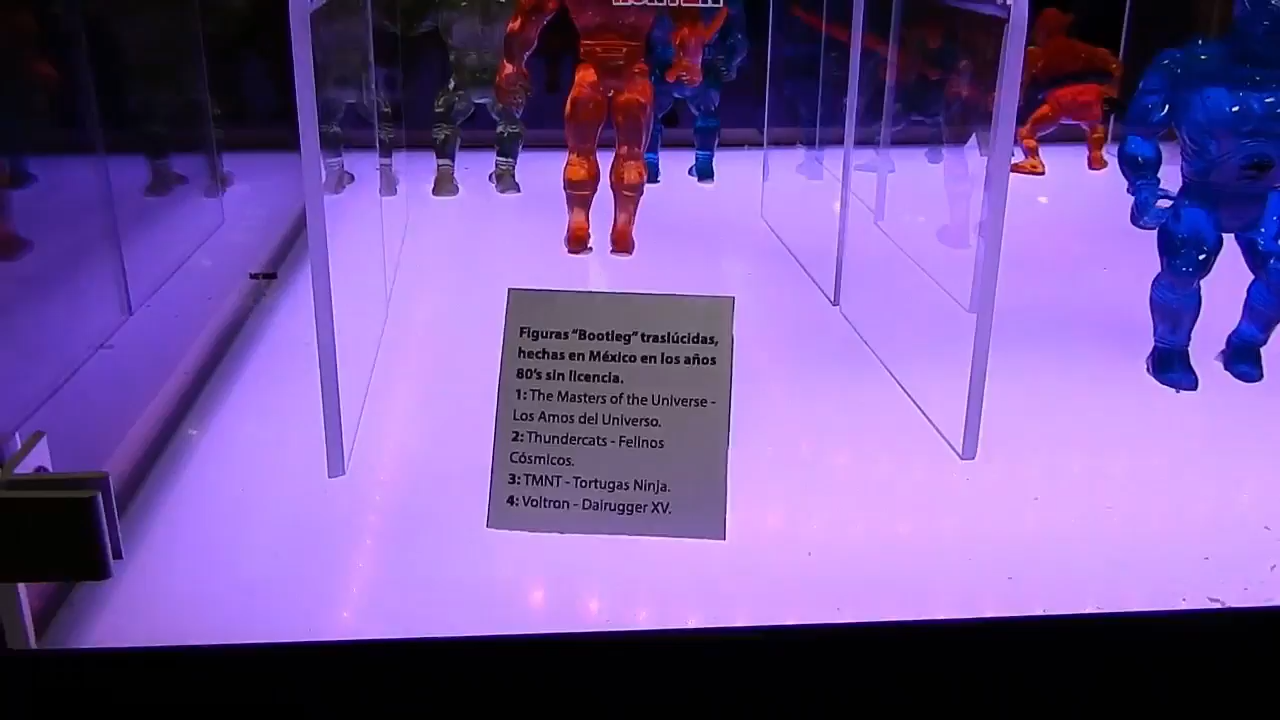 Figuras “Bootleg” traslúcidas,
hechas en México en los años
80’s sin licencia.
1: The Masters of the Universe -
Los Amos del Universo.
2: Thundercats - Felinos
Cósmicos.
3: TMNT - Tortugas Ninja.
4: Voltron - Dairugger XV.